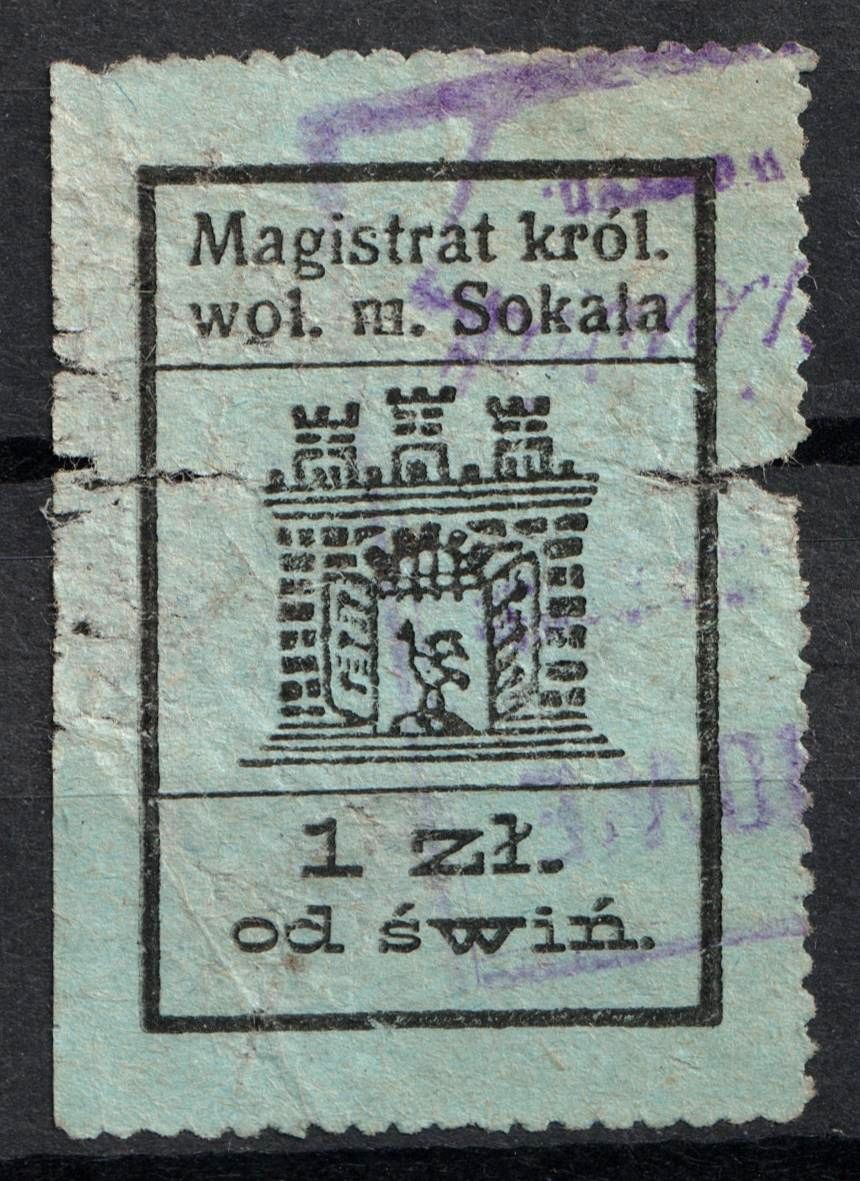 Magistrat król.
wol. m. Sokala
1 zł.
od świń.